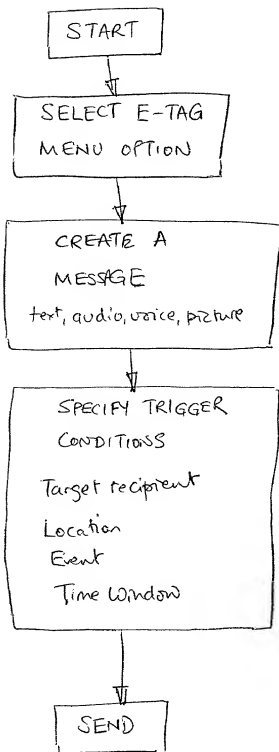 START
SELECT E-TAG
MENU OPTION
CREATE A
MESSAGE
text, audio, voice, picture
SPECIFY TRIGGER
CONDITIONS
Target recipient
Location
Event
Time Window
SEND